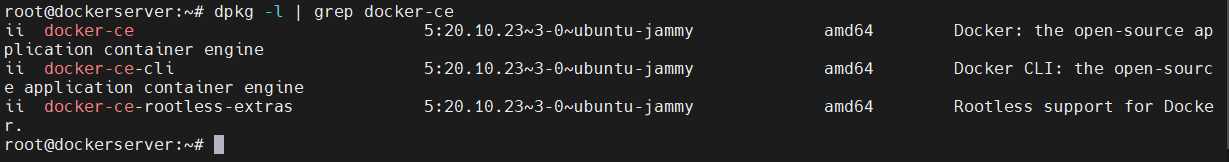 root@dockerserver:~# dpkg -l | grep docker-ce
ii  docker-ce                            5:20.10.23~3-0~ubuntu-jammy             amd64        Docker: the open-source ap
plication container engine
ii  docker-ce-cli                        5:20.10.23~3-0~ubuntu-jammy             amd64        Docker CLI: the open-sourc
e application container engine
ii  docker-ce-rootless-extras            5:20.10.23~3-0~ubuntu-jammy             amd64        Rootless support for Docke
r.
root@dockerserver:~#